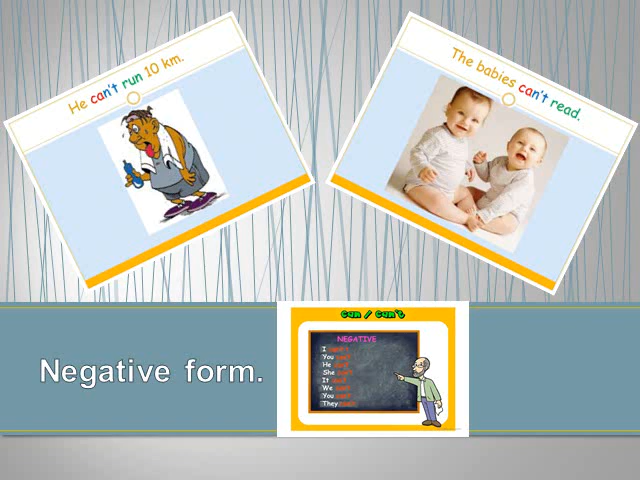 He can't run 10 km.
The babies can't read.
can / can't
NEGATIVE
I can't
You can't
He can't
She can't
It can't
We can't
You can't
They can't
Negative form.